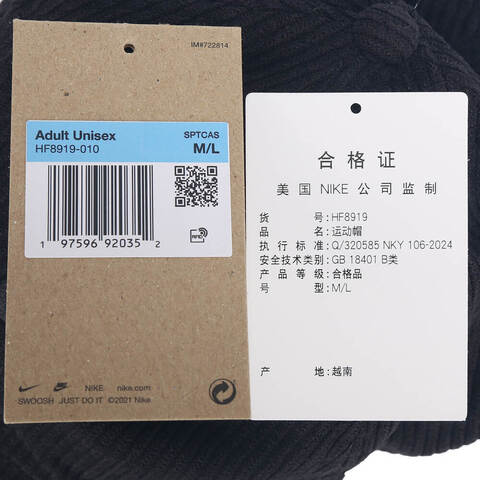 IM#722814
Adult Unisex SPTCAS
HF8919-010 M/L
1 97596 92035 2
RFID
NIKE nike.com
SWOOSH JUST DO IT ©2021 Nike
合格证
美国 NIKE 公司监制
货号:HF8919
品名:运动帽
执行标准:Q/320585 NKY 106-2024
安全技术类别:GB 18401 B类
产品等级:合格品
号型:M/L
产地:越南